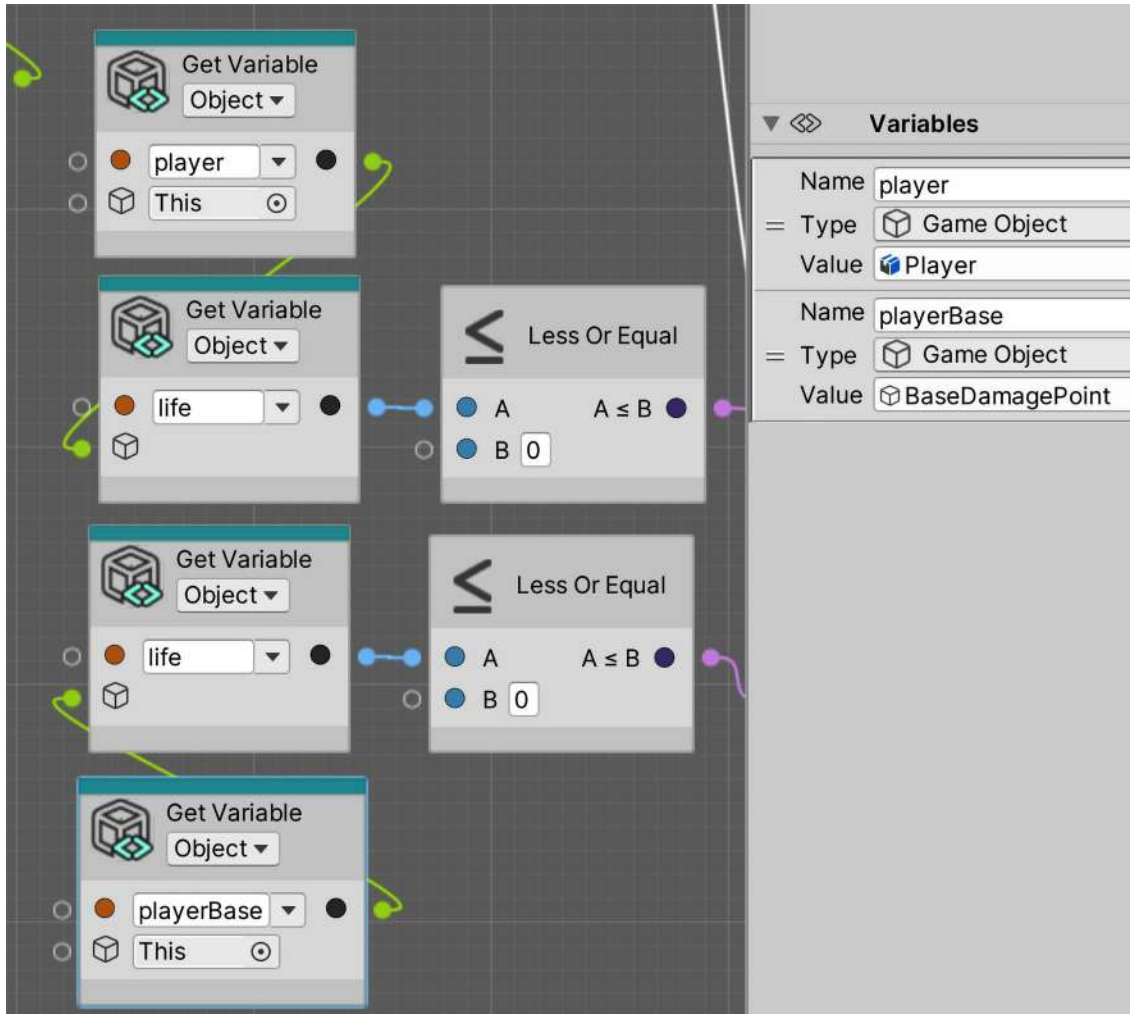 Get Variable
Object
player
This
Get Variable
Object
life
Less Or Equal
A A ≤ B
B 0
Get Variable
Object
life
Less Or Equal
A A ≤ B
B 0
Get Variable
Object
playerBase
This
Variables
Name player
Type Game Object
Value Player
Name playerBase
Type Game Object
Value BaseDamagePoint